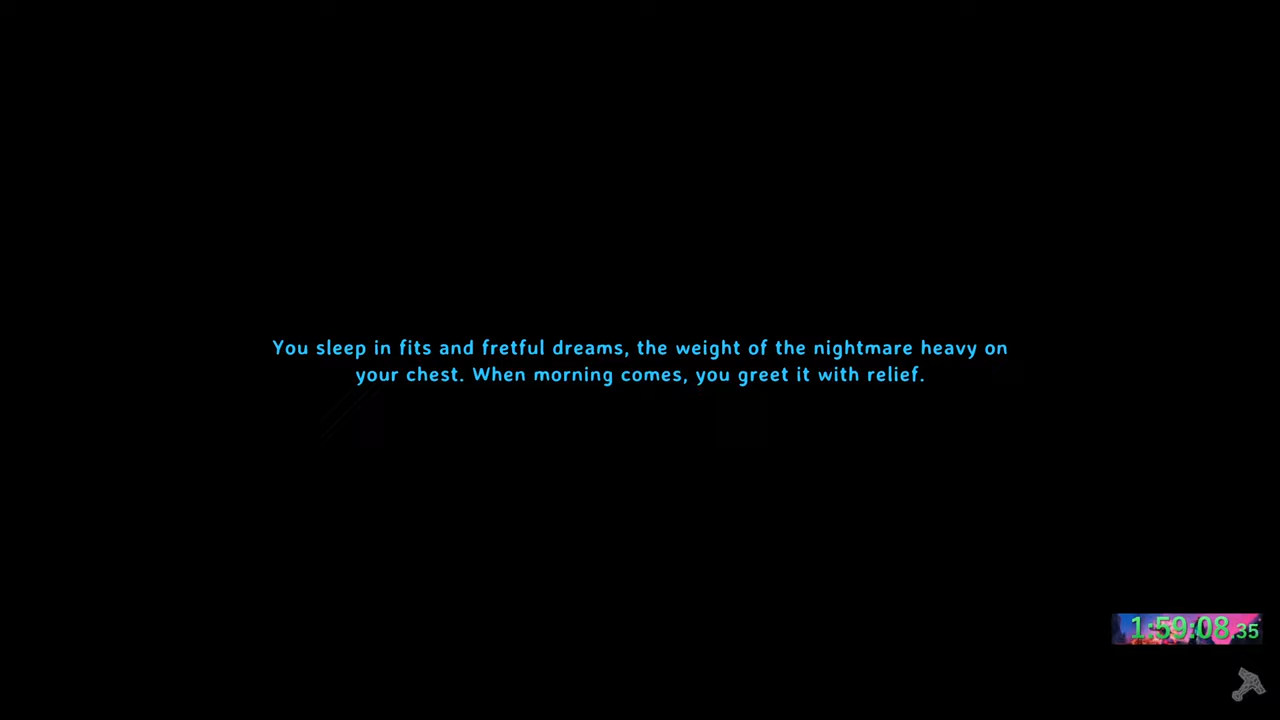 You sleep in fits and fretful dreams, the weight of the nightmare heavy on
your chest. When morning comes, you greet it with relief.
1:59:08.35